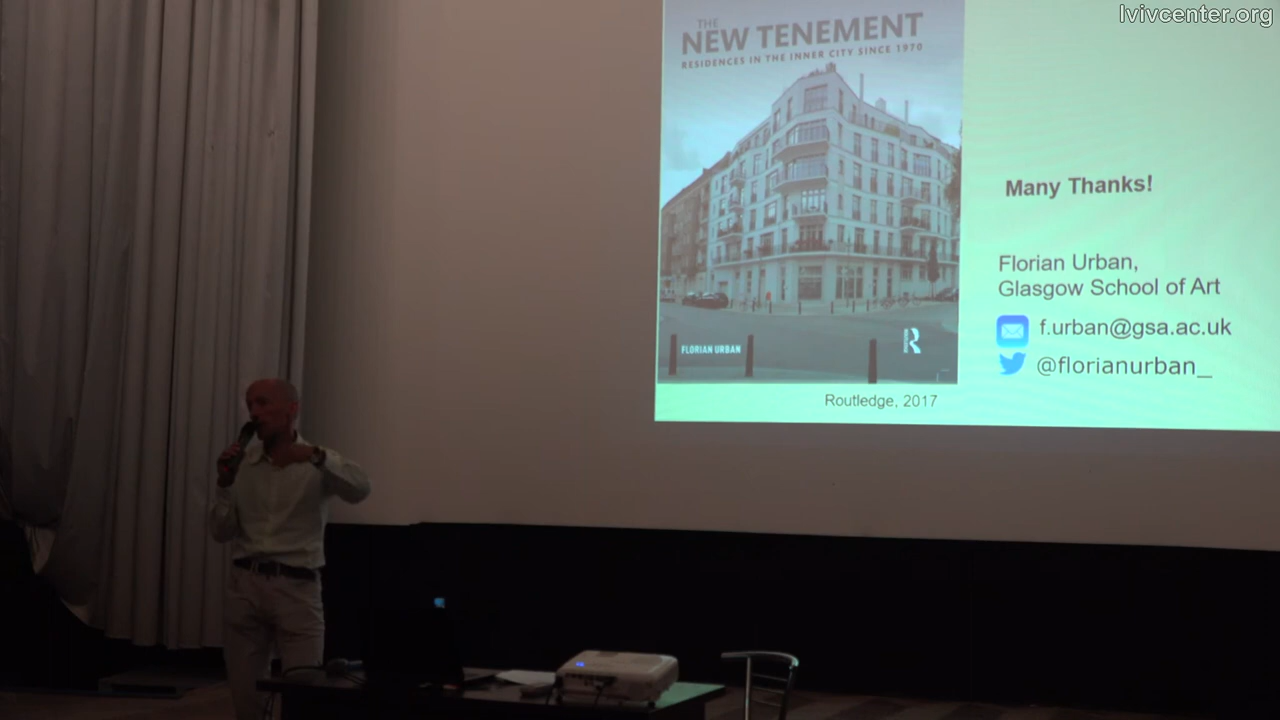 lvivcenter.org
THE
NEW TENEMENT
RESIDENCES IN THE INNER CITY SINCE 1970
FLORIAN URBAN
R
ROUTLEDGE
Routledge, 2017
Many Thanks!
Florian Urban,
Glasgow School of Art
f.urban@gsa.ac.uk
@florianurban_